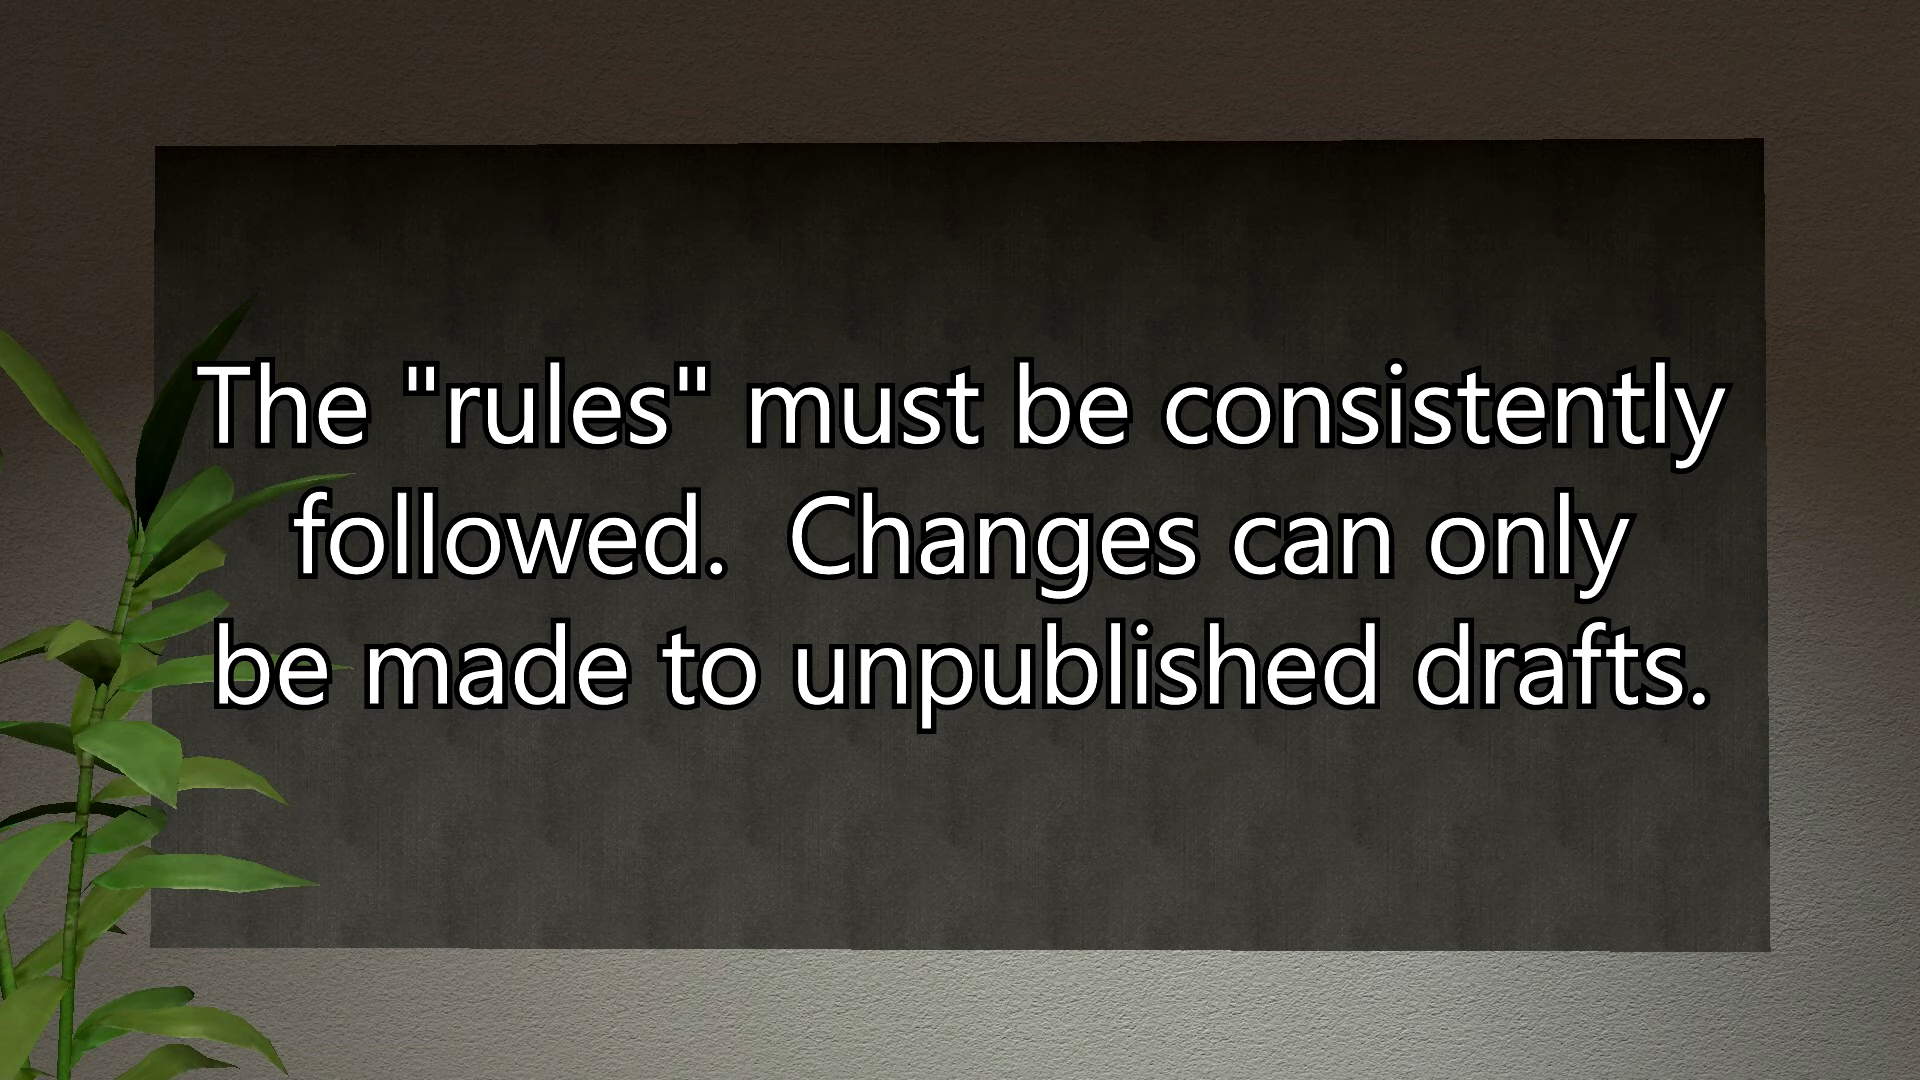 The "rules" must be consistently
followed.  Changes can only
be made to unpublished drafts.